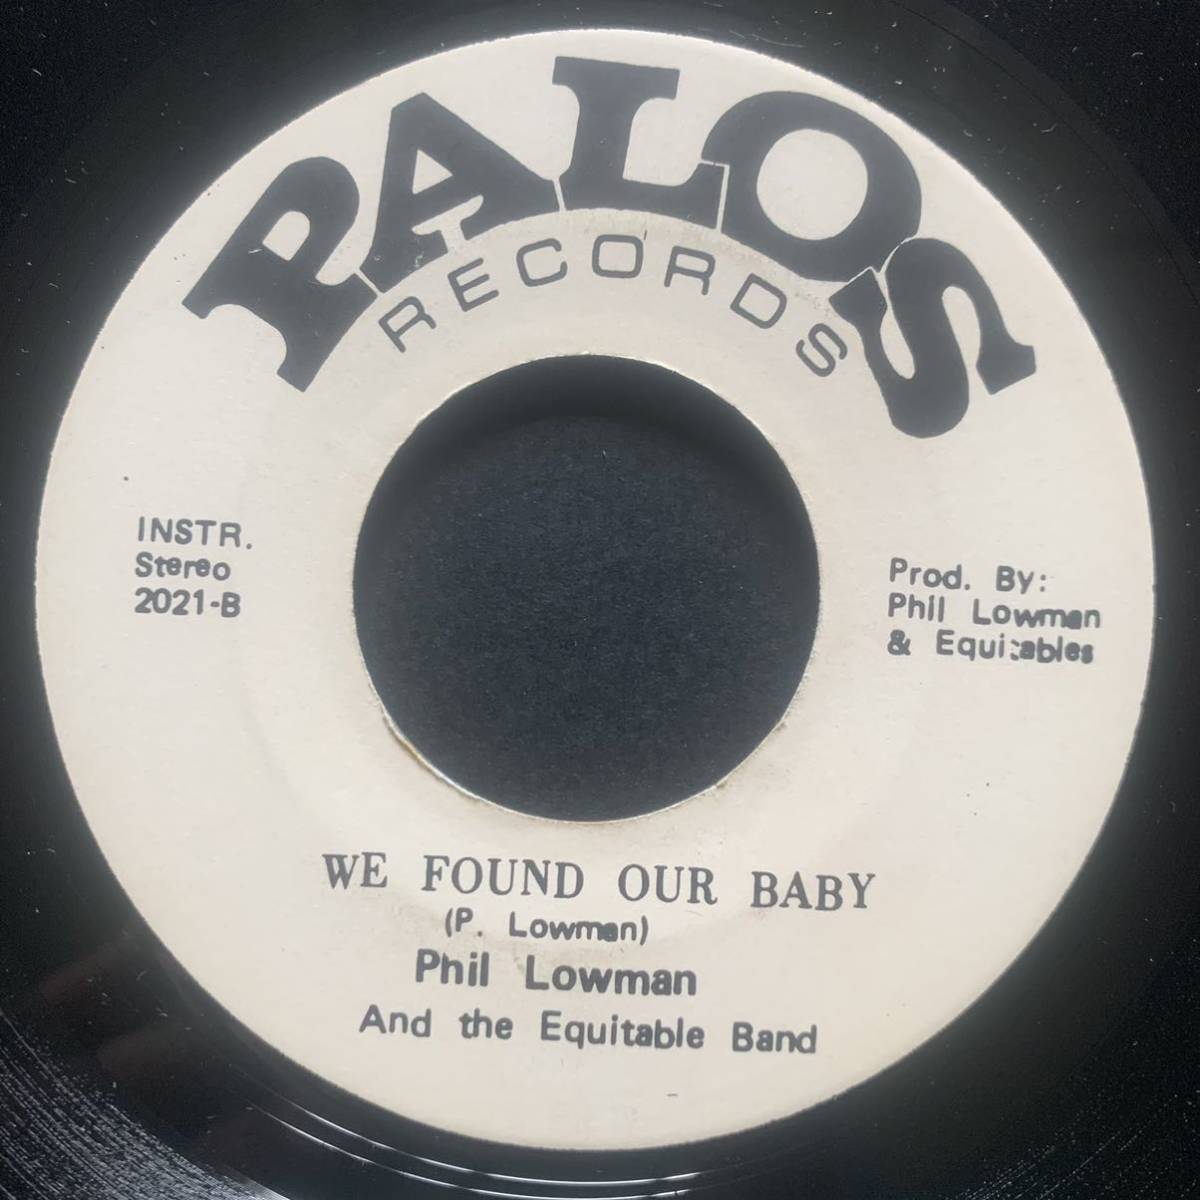 PALOS
RECORDS
INSTR.
Stereo
2021-B
Prod. By:
Phil Lowman
& Equitables
WE FOUND OUR BABY
(P. Lowman)
Phil Lowman
And the Equitable Band